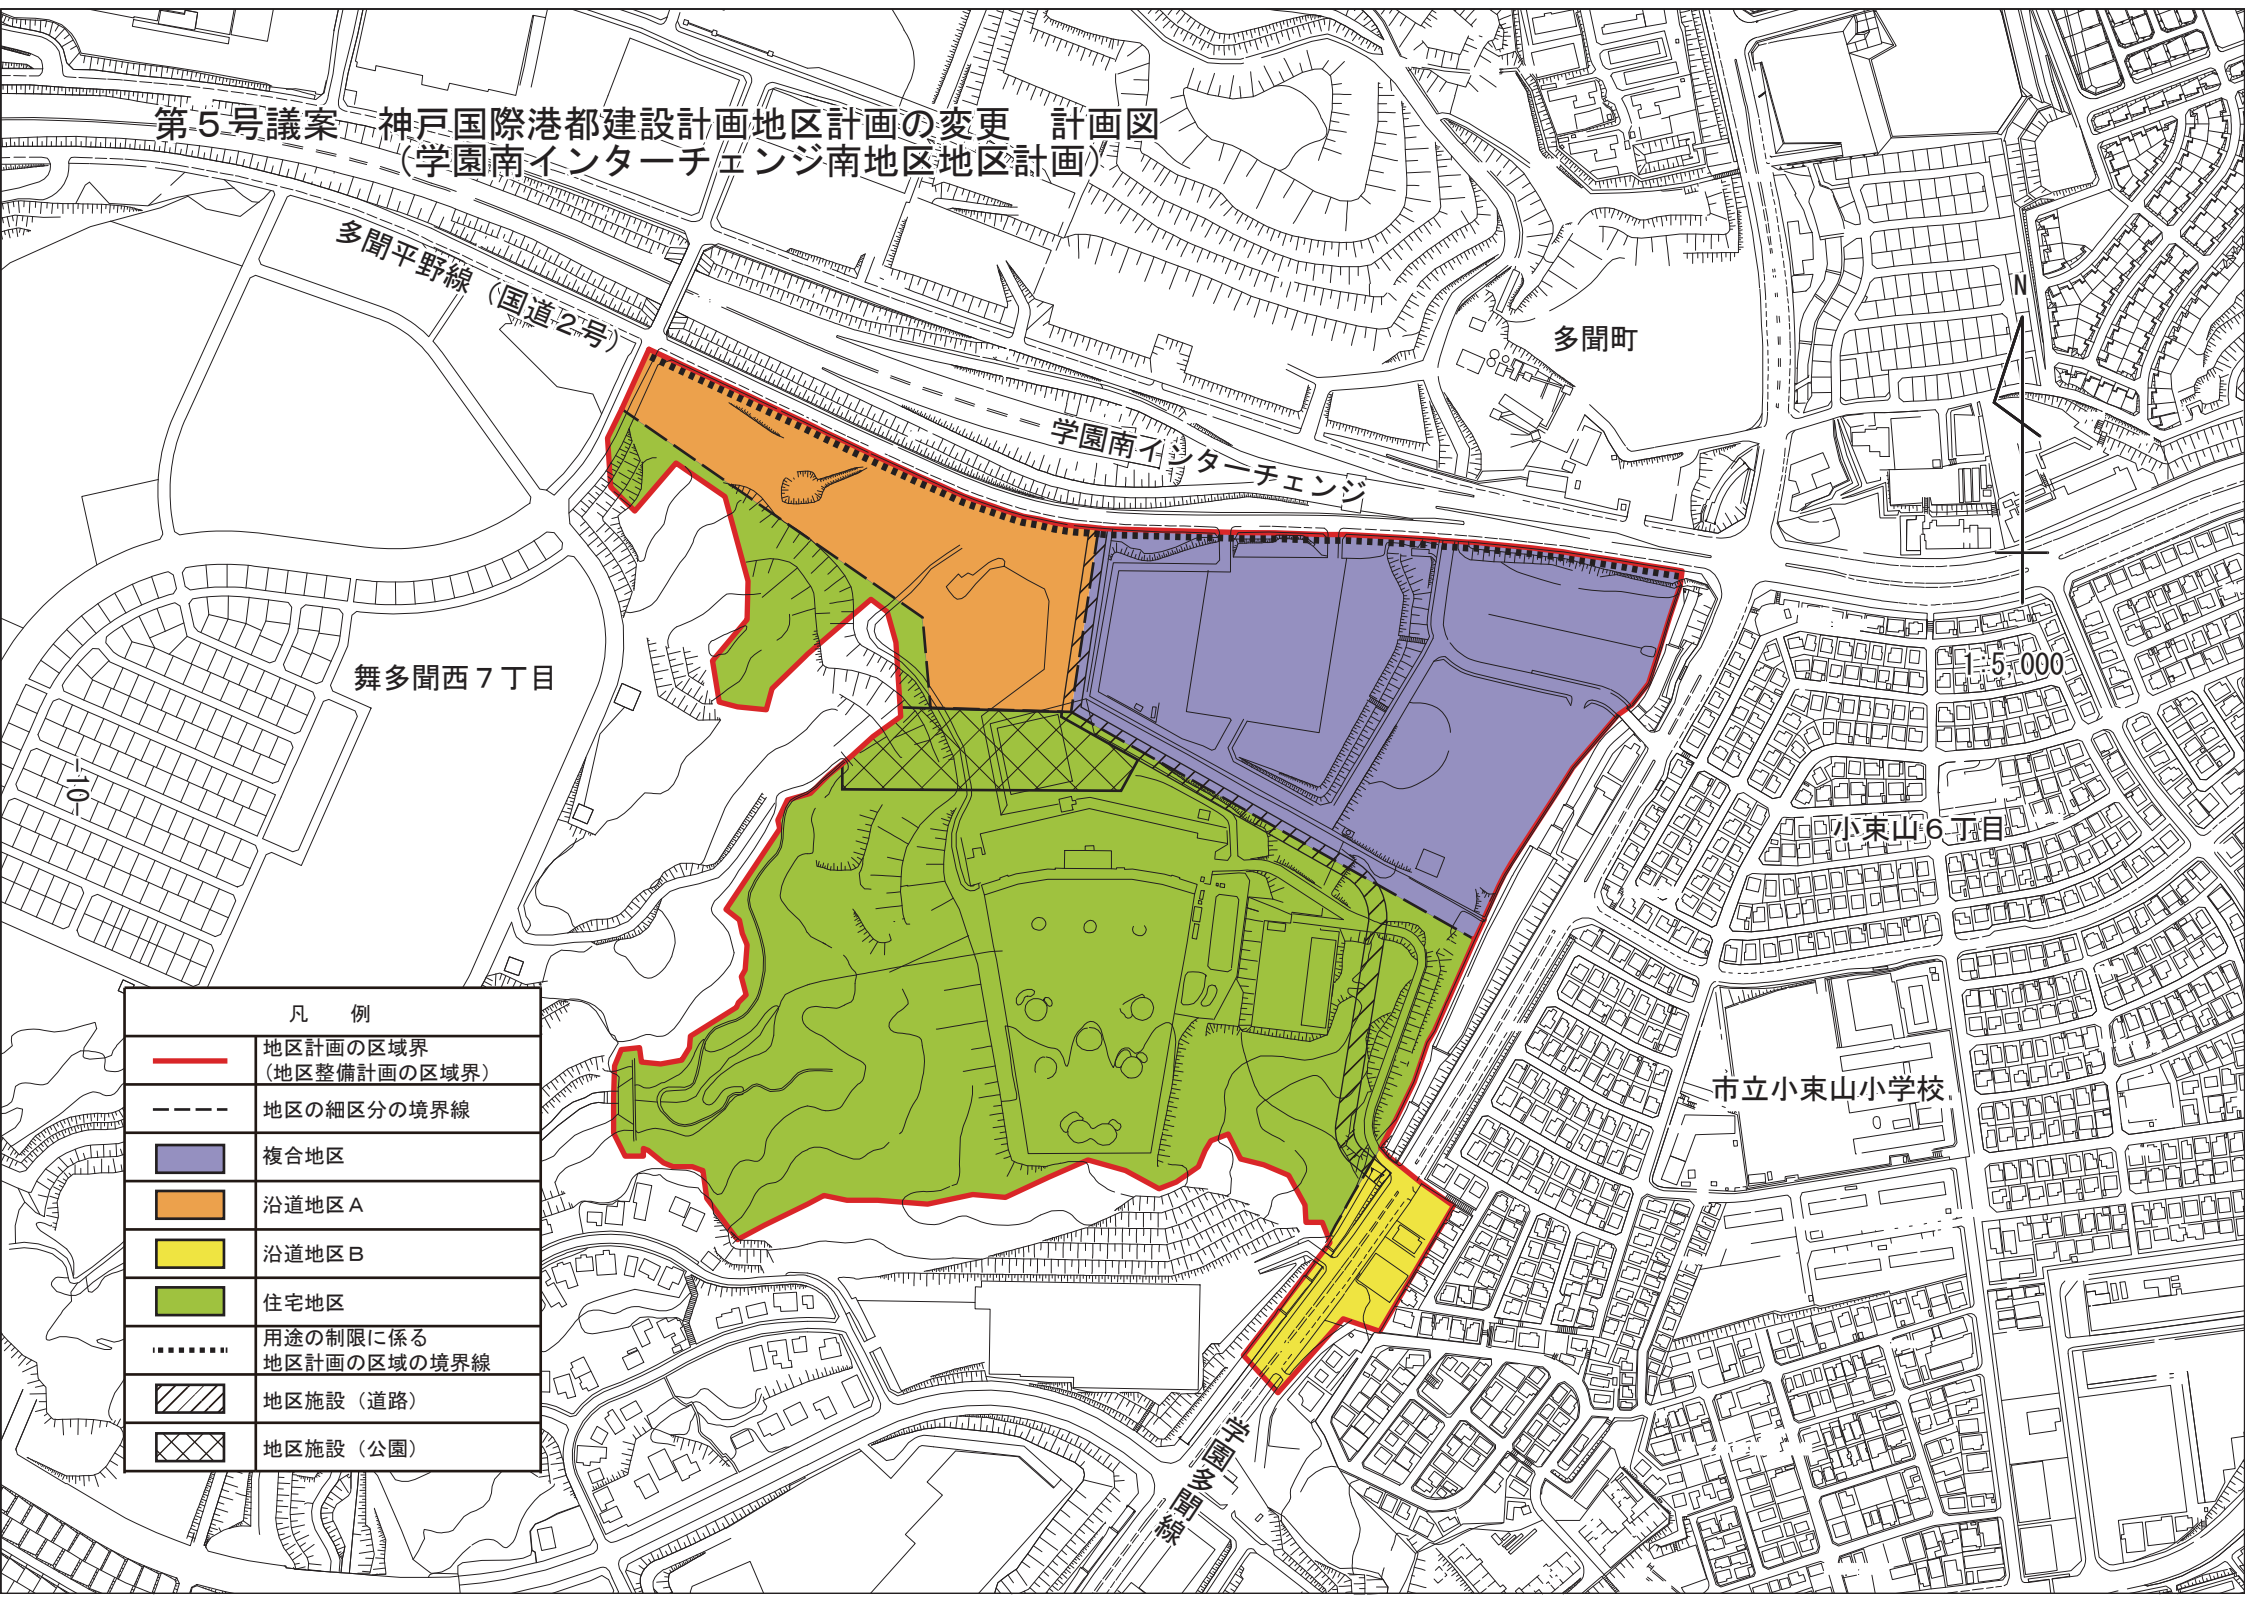 第５号議案　神戸国際港都建設計画地区計画の変更　計画図
（学園南インターチェンジ南地区地区計画）
多聞平野線（国道２号）
学園南インターチェンジ
多聞町
N
1:5,000
舞多聞西７丁目
小束山６丁目
市立小束山小学校
学園多聞線
-10-
凡　例
地区計画の区域界
（地区整備計画の区域界）
地区の細区分の境界線
複合地区
沿道地区Ａ
沿道地区Ｂ
住宅地区
用途の制限に係る
地区計画の区域の境界線
地区施設（道路）
地区施設（公園）